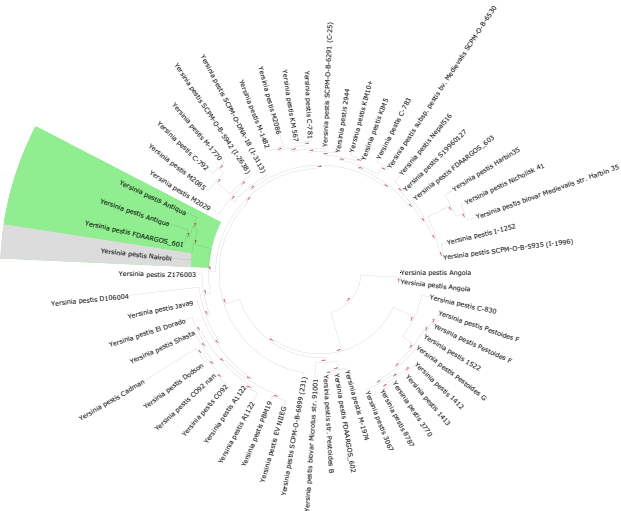 Yersinia pestis subsp. pestis bv. Medievalis SCPM-O-B-6530
Yersinia pestis C-783
Yersinia pestis Nepal516
Yersinia pestis S19960127
Yersinia pestis FDAARGOS_603
Yersinia pestis Harbin35
Yersinia pestis Nicholisk 41
Yersinia pestis biovar Medievalis str. Harbin 35
Yersinia pestis I-1252
Yersinia pestis SCPM-O-B-5935 (I-1996)
Yersinia pestis Angola
Yersinia pestis Angola
Yersinia pestis C-830
Yersinia pestis Pestoides F
Yersinia pestis Pestoides F
Yersinia pestis 1522
Yersinia pestis Pestoides G
Yersinia pestis 1412
Yersinia pestis 1413
Yersinia pestis 3770
Yersinia pestis 8787
Yersinia pestis 3067
Yersinia pestis M-1974
Yersinia pestis FDAARGOS_602
Yersinia pestis str. Pestoides B
Yersinia pestis biovar Microtus str. 91001
Yersinia pestis SCPM-O-B-6899 (231)
Yersinia pestis EV NIIEG
Yersinia pestis PBM19
Yersinia pestis A1122
Yersinia pestis A1122
Yersinia pestis CO92
Yersinia pestis CO92 nan
Yersinia pestis Dodson
Yersinia pestis Cadman
Yersinia pestis Shasta
Yersinia pestis El Dorado
Yersinia pestis Java9
Yersinia pestis D106004
Yersinia pestis Z176003
Yersinia pestis Nairobi
Yersinia pestis FDAARGOS_601
Yersinia pestis Antiqua
Yersinia pestis Antiqua
Yersinia pestis M2029
Yersinia pestis M2085
Yersinia pestis C-792
Yersinia pestis M-1770
Yersinia pestis SCPM-O-B-5942 (I-2638)
Yersinia pestis SCPM-O-DNA-18 (I-3113)
Yersinia pestis M-1482
Yersinia pestis M2086
Yersinia pestis KM 567
Yersinia pestis C-781
Yersinia pestis SCPM-O-B-6291 (C-25)
Yersinia pestis 2944
Yersinia pestis KIM10+
Yersinia pestis KIM5